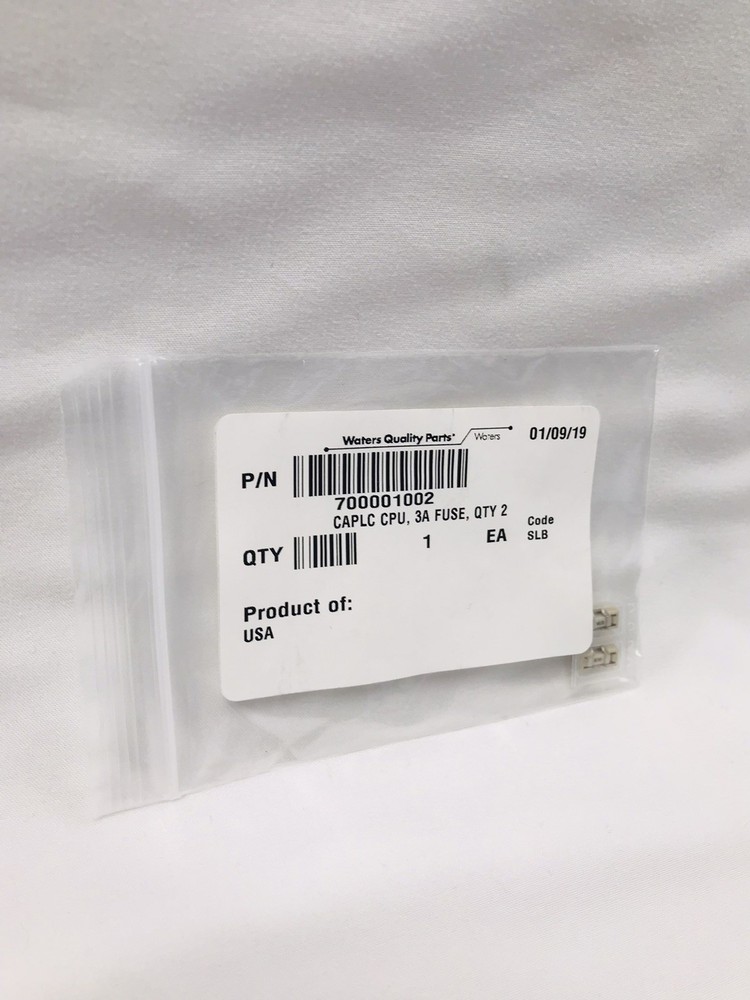 Waters Quality Parts® Waters 01/09/19
P/N
700001002
CAPLC CPU, 3A FUSE, QTY 2
QTY 1 EA Code
SLB
Product of:
USA